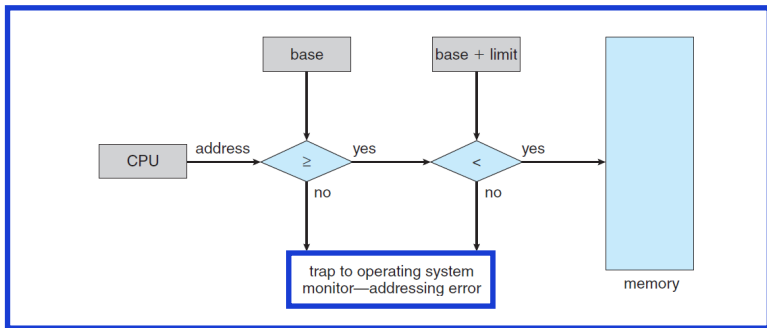 base
base + limit
CPU
address
≥
yes
<
yes
no
no
trap to operating system
monitor—addressing error
memory